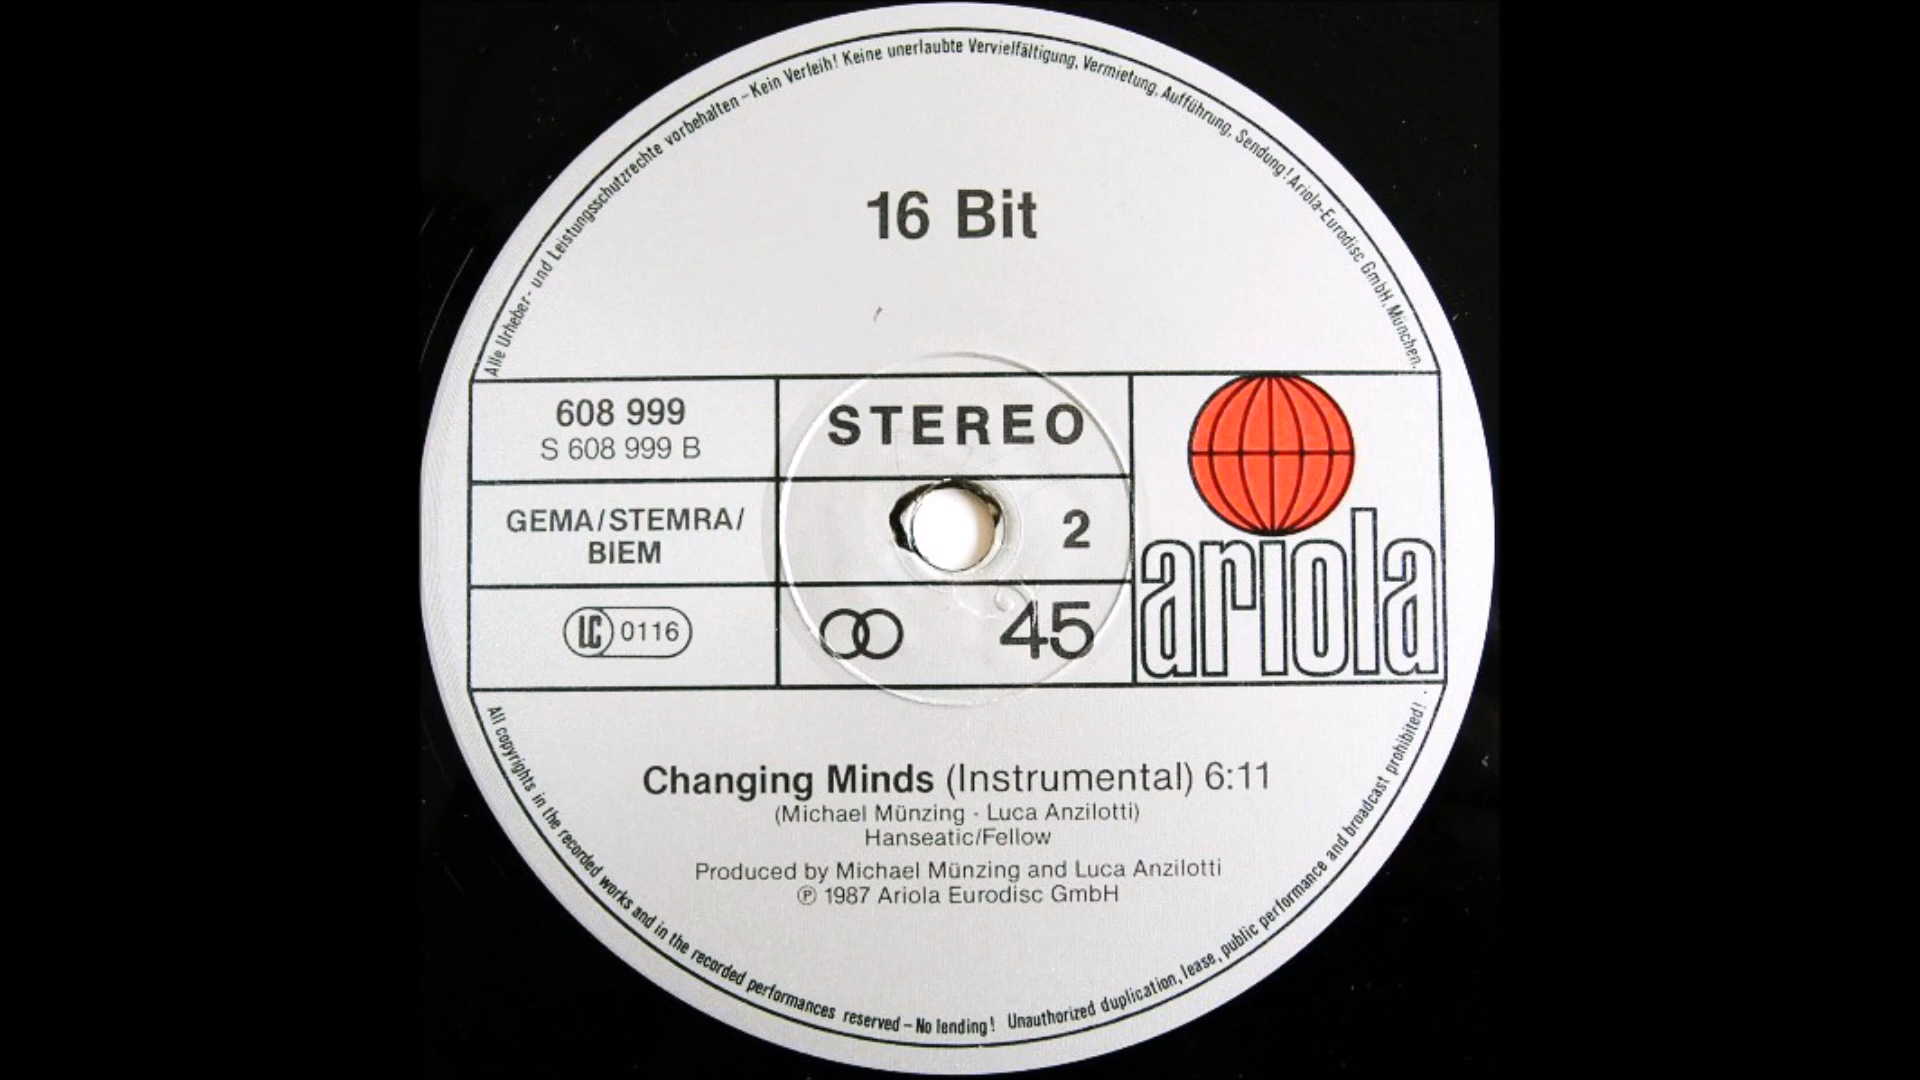 Alle Urheber- und Leistungsschutzrechte vorbehalten – Kein Verleih! Keine unerlaubte Vervielfältigung, Vermietung, Aufführung, Sendung! Ariola-Eurodisc GmbH, München.
16 Bit
608 999
S 608 999 B
GEMA/STEMRA/
BIEM
LC 0116
STEREO
2
45
ariola
Changing Minds (Instrumental) 6:11
(Michael Münzing - Luca Anzilotti)
Hanseatic/Fellow
Produced by Michael Münzing and Luca Anzilotti
℗ 1987 Ariola Eurodisc GmbH
All copyrights in the recorded works and in the recorded performances reserved – No lending! Unauthorized duplication, lease, public performance and broadcast prohibited!